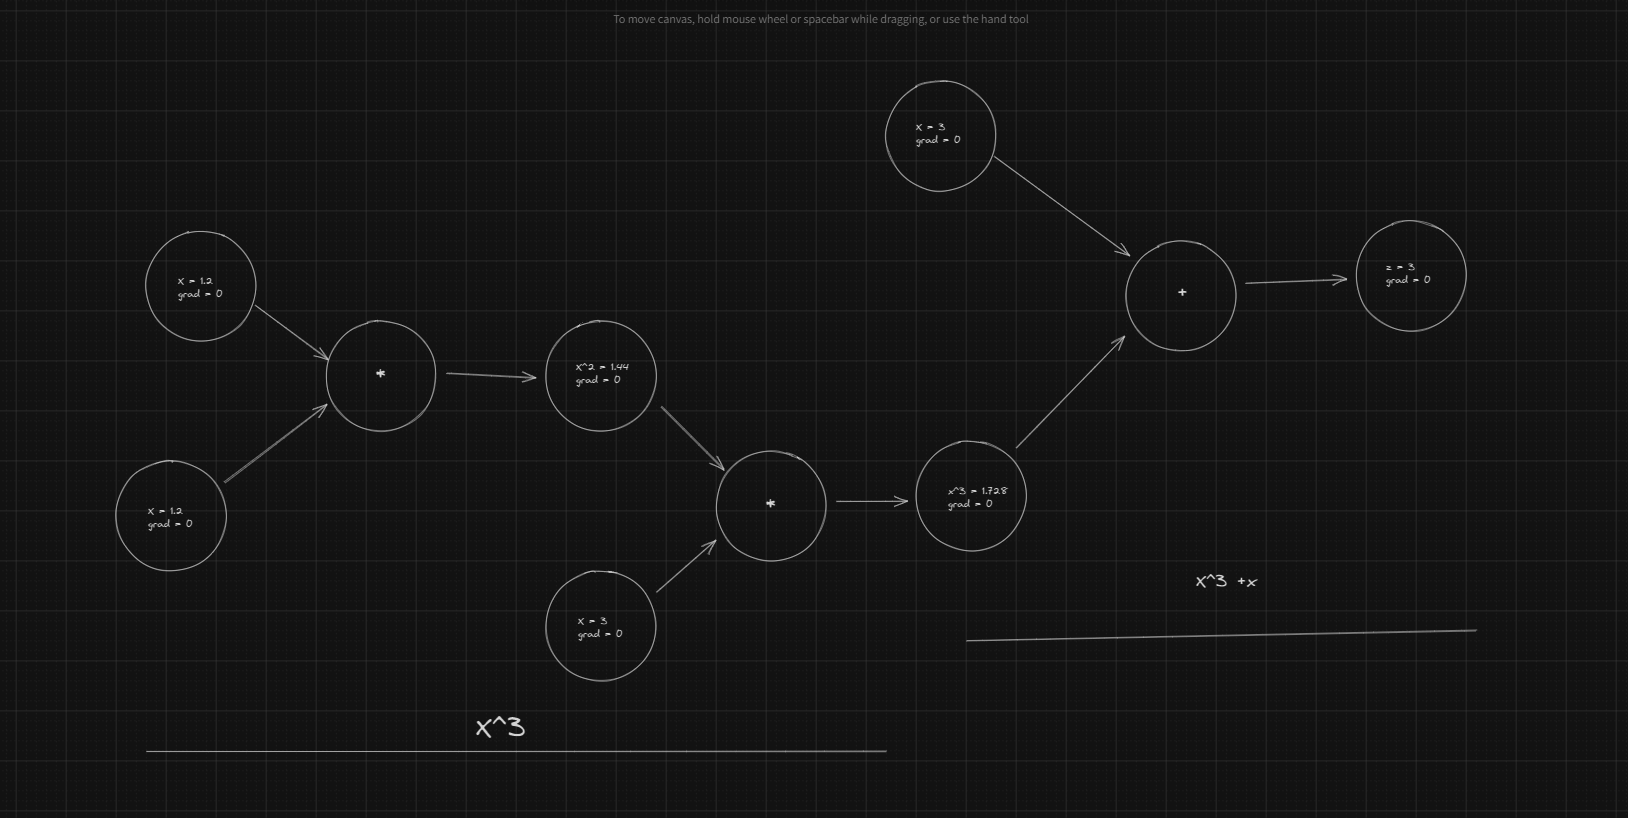 To move canvas, hold mouse wheel or spacebar while dragging, or use the hand tool
x = 3
grad = 0
x = 1.2
grad = 0
*
x^2 = 1.44
grad = 0
+
z = 3
grad = 0
x = 1.2
grad = 0
*
x^3 = 1.728
grad = 0
x = 3
grad = 0
x^3 +x
x^3